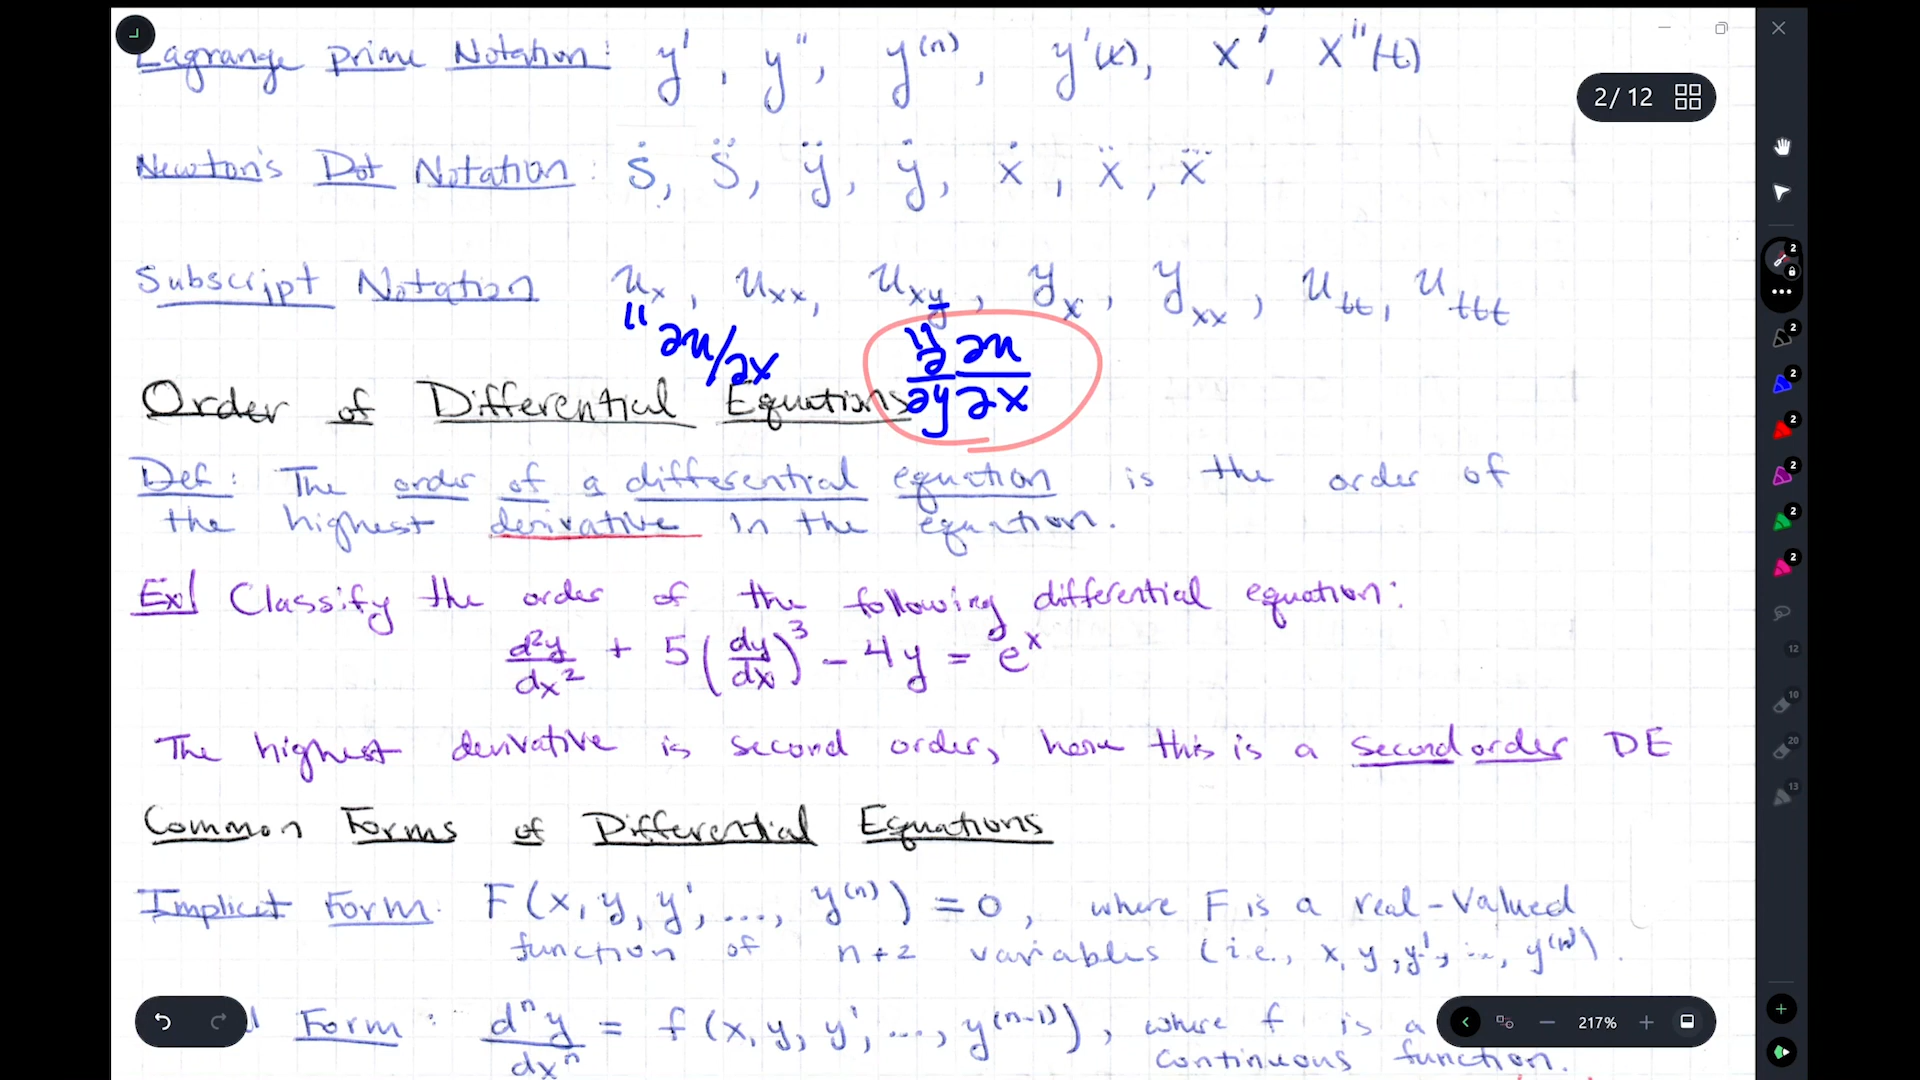 Lagrange prime Notation: y', y'', y⁽ⁿ⁾, y'(x), x', x''(t)
2/12
Newton's Dot Notation: ṡ, s̈, ÿ, ẏ, ẋ, ẍ, x⃛
Subscript Notation u_x, u_xx, u_xy, y_x, y_xx, u_tt, u_ttt
" ∂u/∂x
" ∂/∂y ∂u/∂x
Order of Differential Equations
Def: The order of a differential equation is the order of
the highest derivative in the equation.
Ex| Classify the order of the following differential equation:
d²y/dx² + 5(dy/dx)³ - 4y = eˣ
The highest derivative is second order, hence this is a second order DE
Common Forms of Differential Equations
Implicit Form. F(x, y, y', ..., y⁽ⁿ⁾) = 0, where F is a real-valued
function of n+2 variables (i.e., x, y, y', ..., y⁽ⁿ⁾).
Form: dⁿy/dxⁿ = f(x, y, y', ..., y⁽ⁿ⁻¹⁾), where f is a
continuous function.
217%